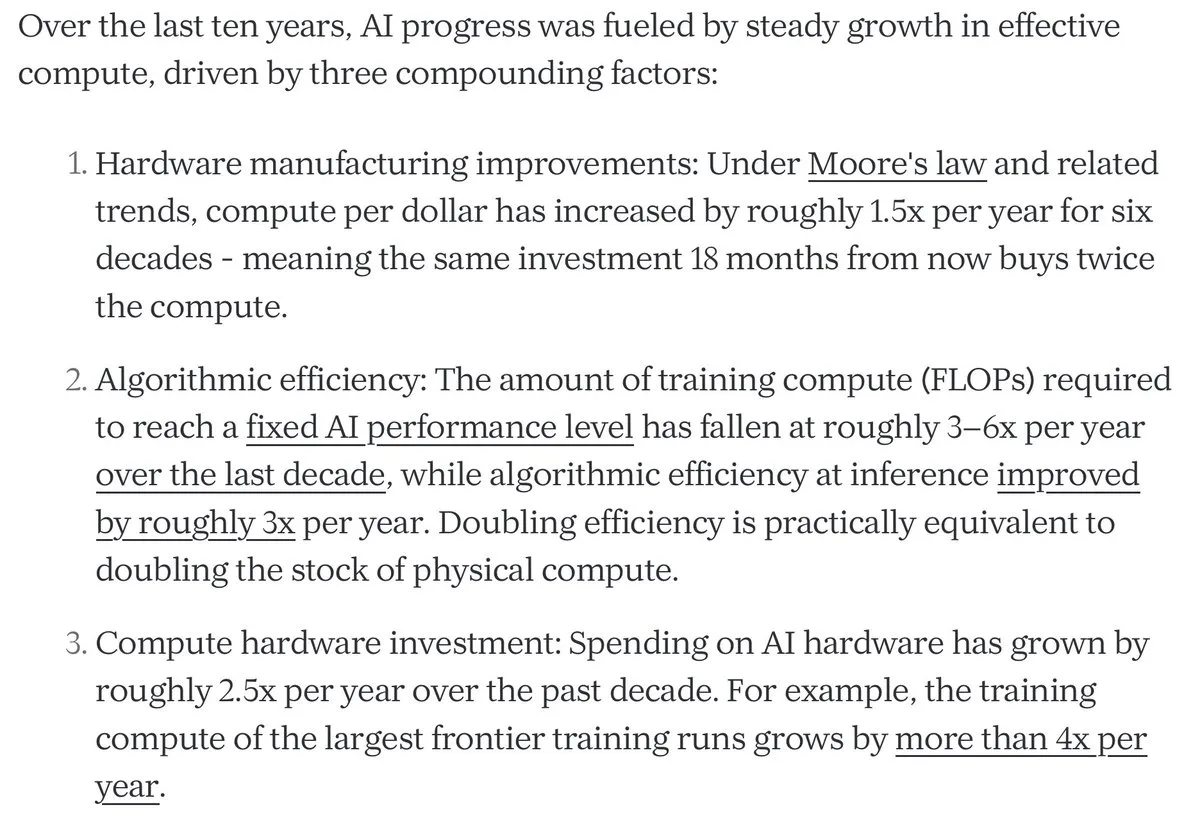 Over the last ten years, AI progress was fueled by steady growth in effective
compute, driven by three compounding factors:
1. Hardware manufacturing improvements: Under Moore's law and related
trends, compute per dollar has increased by roughly 1.5x per year for six
decades - meaning the same investment 18 months from now buys twice
the compute.
2. Algorithmic efficiency: The amount of training compute (FLOPs) required
to reach a fixed AI performance level has fallen at roughly 3–6x per year
over the last decade, while algorithmic efficiency at inference improved
by roughly 3x per year. Doubling efficiency is practically equivalent to
doubling the stock of physical compute.
3. Compute hardware investment: Spending on AI hardware has grown by
roughly 2.5x per year over the past decade. For example, the training
compute of the largest frontier training runs grows by more than 4x per
year.